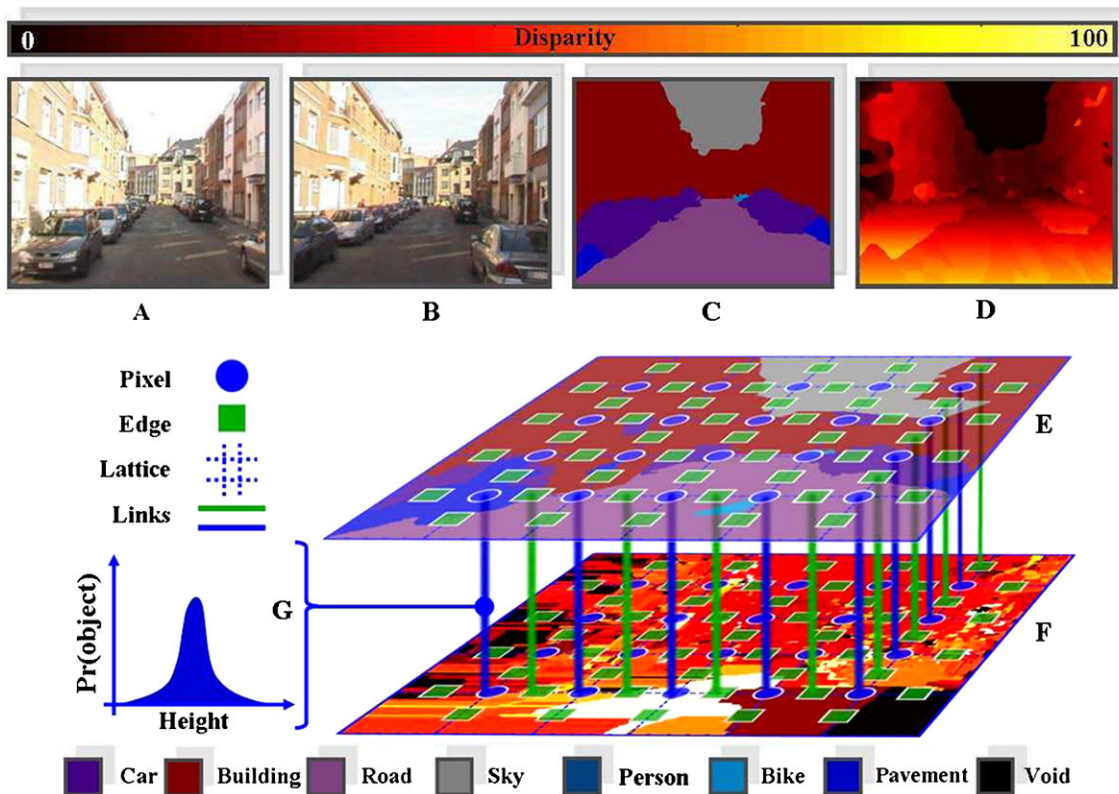 0 Disparity 100
A B C D
Pixel
Edge
Lattice
Links
E
F
G
Pr(object)
Height
Car Building Road Sky Person Bike Pavement Void